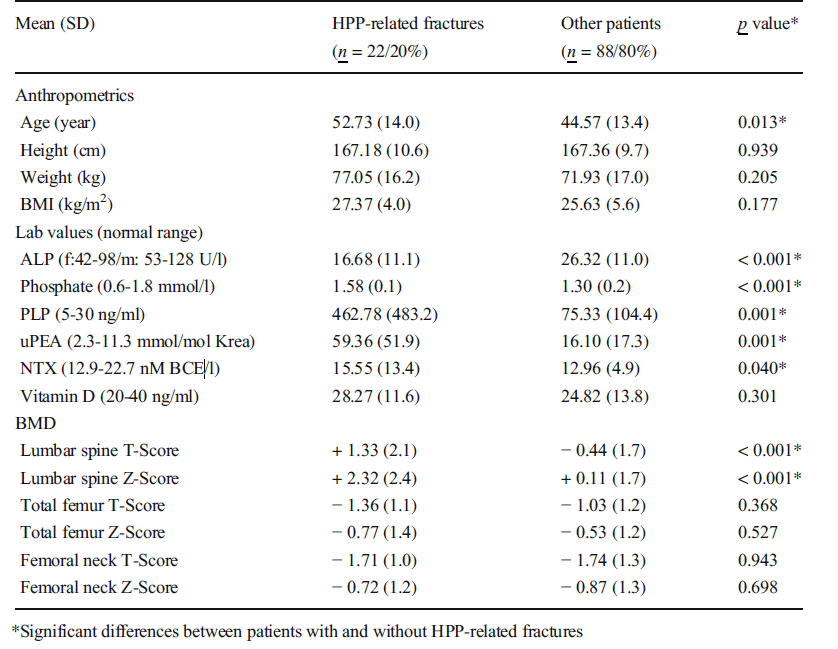 Mean (SD) HPP-related fractures Other patients p value*
(n = 22/20%) (n = 88/80%)
Anthropometrics
Age (year) 52.73 (14.0) 44.57 (13.4) 0.013*
Height (cm) 167.18 (10.6) 167.36 (9.7) 0.939
Weight (kg) 77.05 (16.2) 71.93 (17.0) 0.205
BMI (kg/m²) 27.37 (4.0) 25.63 (5.6) 0.177
Lab values (normal range)
ALP (f:42-98/m: 53-128 U/l) 16.68 (11.1) 26.32 (11.0) < 0.001*
Phosphate (0.6-1.8 mmol/l) 1.58 (0.1) 1.30 (0.2) < 0.001*
PLP (5-30 ng/ml) 462.78 (483.2) 75.33 (104.4) 0.001*
uPEA (2.3-11.3 mmol/mol Krea) 59.36 (51.9) 16.10 (17.3) 0.001*
NTX (12.9-22.7 nM BCE/l) 15.55 (13.4) 12.96 (4.9) 0.040*
Vitamin D (20-40 ng/ml) 28.27 (11.6) 24.82 (13.8) 0.301
BMD
Lumbar spine T-Score + 1.33 (2.1) − 0.44 (1.7) < 0.001*
Lumbar spine Z-Score + 2.32 (2.4) + 0.11 (1.7) < 0.001*
Total femur T-Score − 1.36 (1.1) − 1.03 (1.2) 0.368
Total femur Z-Score − 0.77 (1.4) − 0.53 (1.2) 0.527
Femoral neck T-Score − 1.71 (1.0) − 1.74 (1.3) 0.943
Femoral neck Z-Score − 0.72 (1.2) − 0.87 (1.3) 0.698
*Significant differences between patients with and without HPP-related fractures